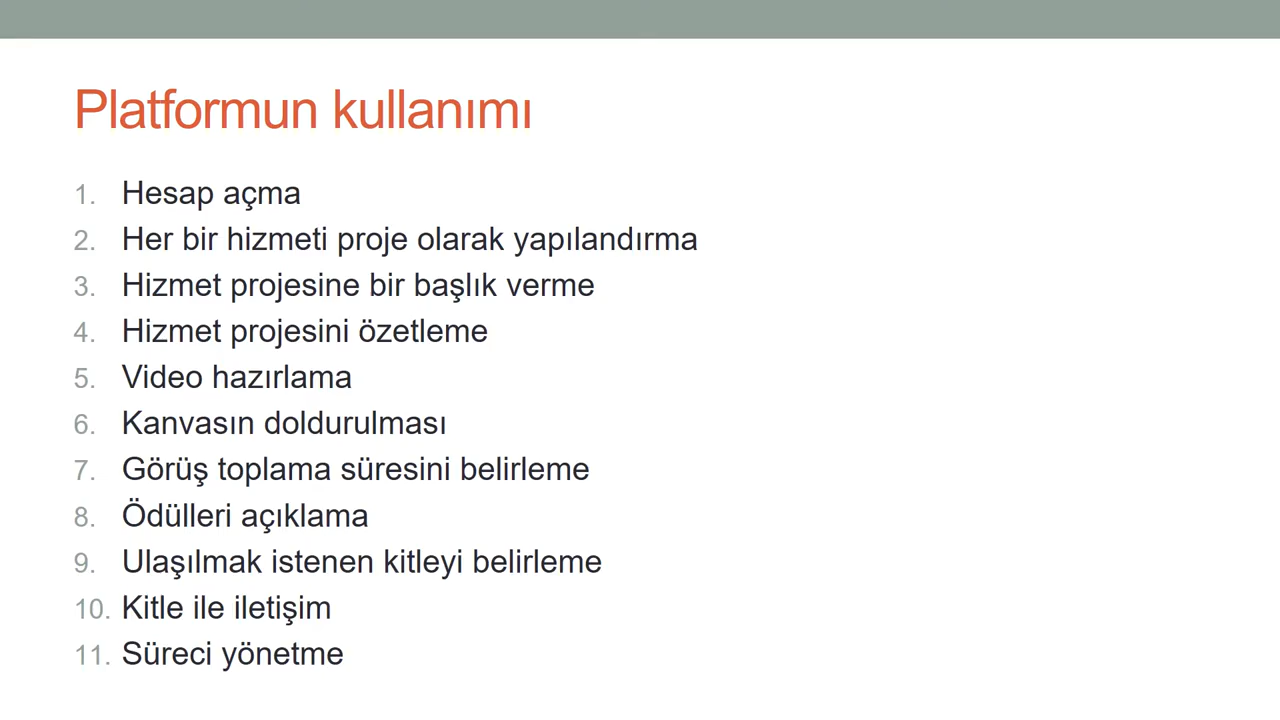 Platformun kullanımı
1. Hesap açma
2. Her bir hizmeti proje olarak yapılandırma
3. Hizmet projesine bir başlık verme
4. Hizmet projesini özetleme
5. Video hazırlama
6. Kanvasın doldurulması
7. Görüş toplama süresini belirleme
8. Ödülleri açıklama
9. Ulaşılmak istenen kitleyi belirleme
10. Kitle ile iletişim
11. Süreci yönetme